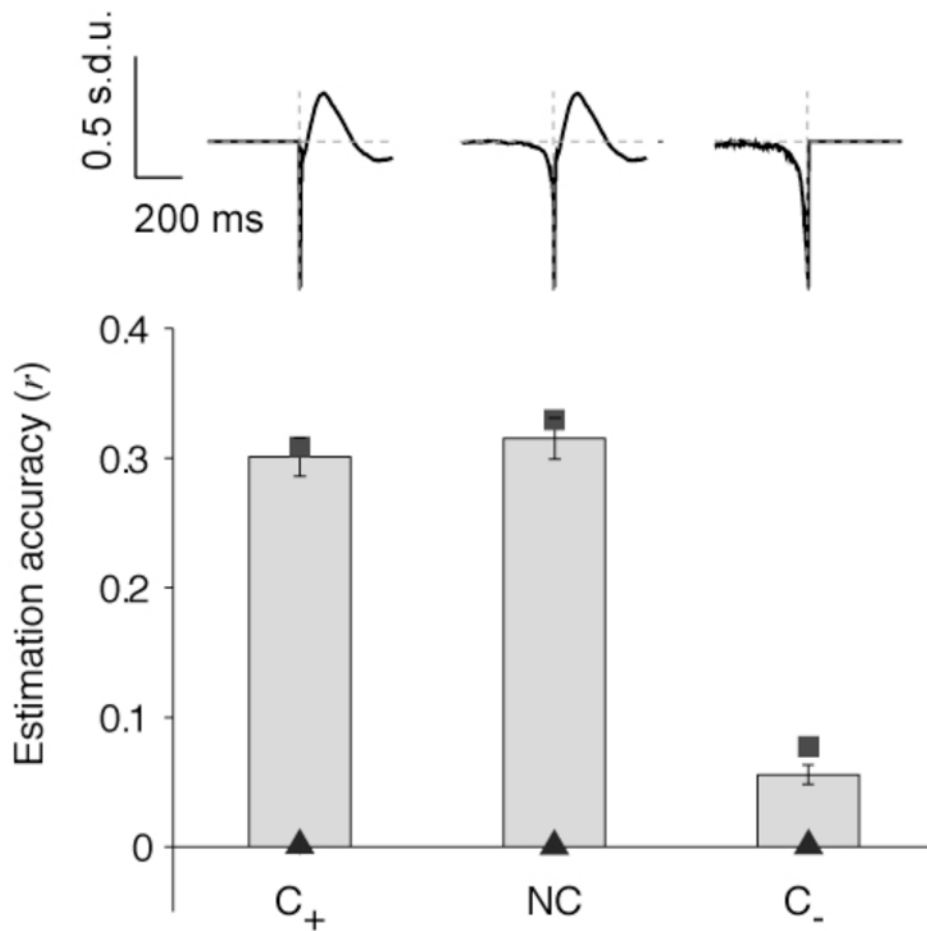 0.5 s.d.u.
200 ms
Estimation accuracy (r)
0.4
0.3
0.2
0.1
0
C+
NC
C-